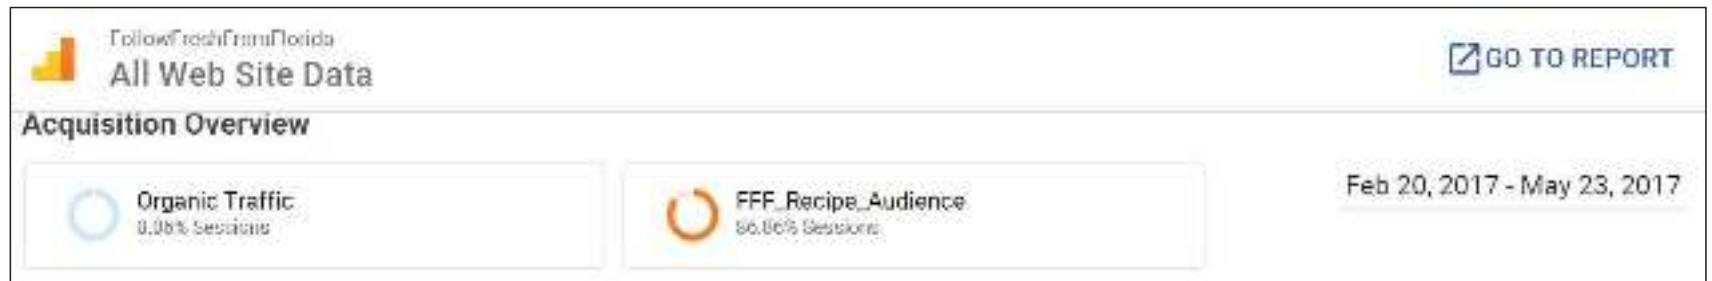 FollowFreshFromFlorida
All Web Site Data
GO TO REPORT
Acquisition Overview
Organic Traffic
Sessions
FFF_Recipe_Audience
Sessions
Feb 20, 2017 - May 23, 2017